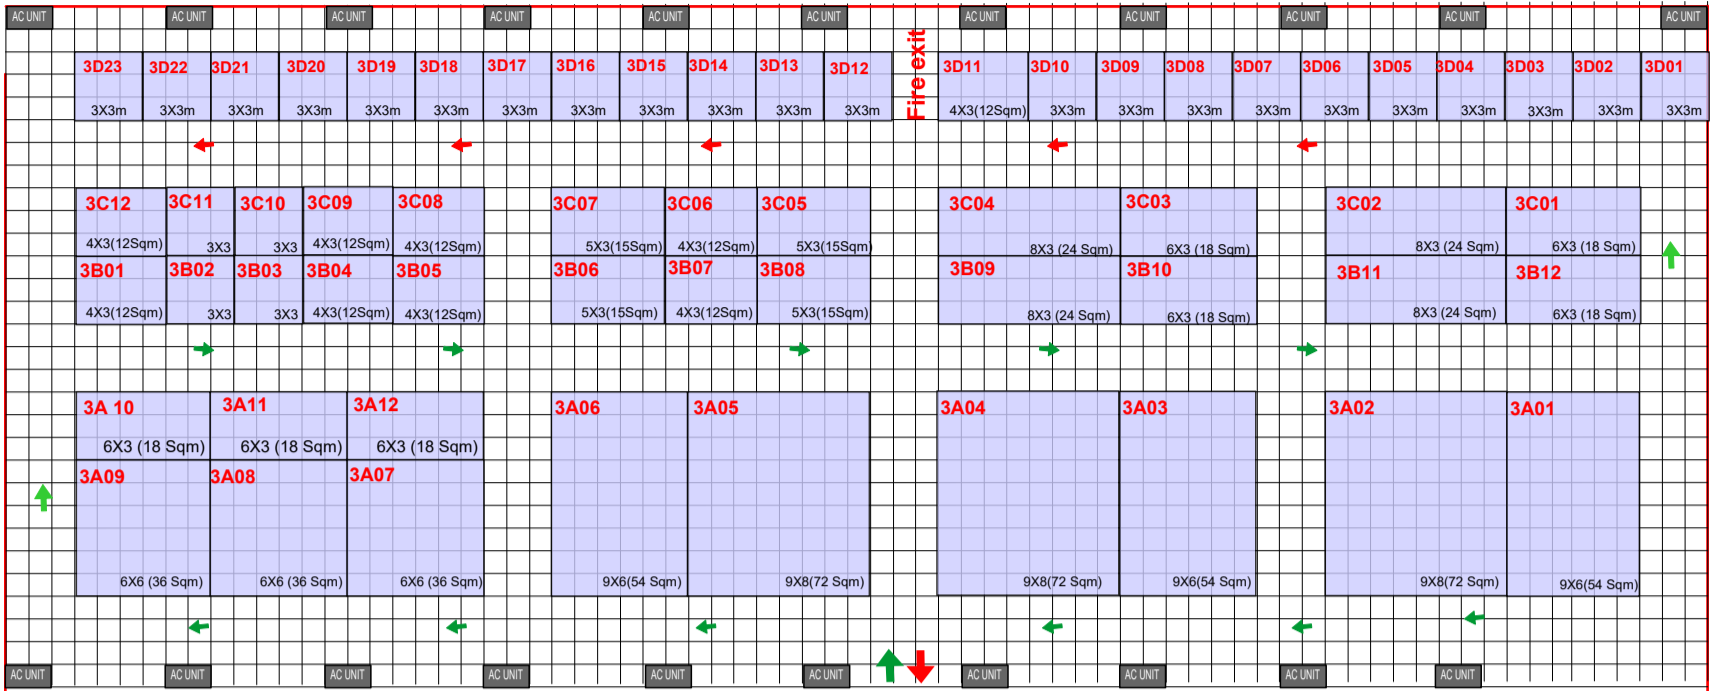 AC UNIT AC UNIT AC UNIT AC UNIT AC UNIT AC UNIT AC UNIT AC UNIT AC UNIT AC UNIT AC UNIT
3D23 3D22 3D21 3D20 3D19 3D18 3D17 3D16 3D15 3D14 3D13 3D12
3X3m 3X3m 3X3m 3X3m 3X3m 3X3m 3X3m 3X3m 3X3m 3X3m 3X3m 3X3m
Fire exit
3D11 3D10 3D09 3D08 3D07 3D06 3D05 3D04 3D03 3D02 3D01
4X3(12Sqm) 3X3m 3X3m 3X3m 3X3m 3X3m 3X3m 3X3m 3X3m 3X3m 3X3m
3C12 3C11 3C10 3C09 3C08 3C07 3C06 3C05 3C04 3C03 3C02 3C01
4X3(12Sqm) 3X3 3X3 4X3(12Sqm) 4X3(12Sqm) 5X3(15Sqm) 4X3(12Sqm) 5X3(15Sqm) 8X3 (24 Sqm) 6X3 (18 Sqm) 8X3 (24 Sqm) 6X3 (18 Sqm)
3B01 3B02 3B03 3B04 3B05 3B06 3B07 3B08 3B09 3B10 3B11 3B12
4X3(12Sqm) 3X3 3X3 4X3(12Sqm) 4X3(12Sqm) 5X3(15Sqm) 4X3(12Sqm) 5X3(15Sqm) 8X3 (24 Sqm) 6X3 (18 Sqm) 8X3 (24 Sqm) 6X3 (18 Sqm)
3A 10 3A11 3A12 3A06 3A05 3A04 3A03 3A02 3A01
6X3 (18 Sqm) 6X3 (18 Sqm) 6X3 (18 Sqm)
3A09 3A08 3A07
6X6 (36 Sqm) 6X6 (36 Sqm) 6X6 (36 Sqm) 9X6(54 Sqm) 9X8(72 Sqm) 9X8(72 Sqm) 9X6(54 Sqm) 9X8(72 Sqm) 9X6(54 Sqm)
AC UNIT AC UNIT AC UNIT AC UNIT AC UNIT AC UNIT AC UNIT AC UNIT AC UNIT AC UNIT